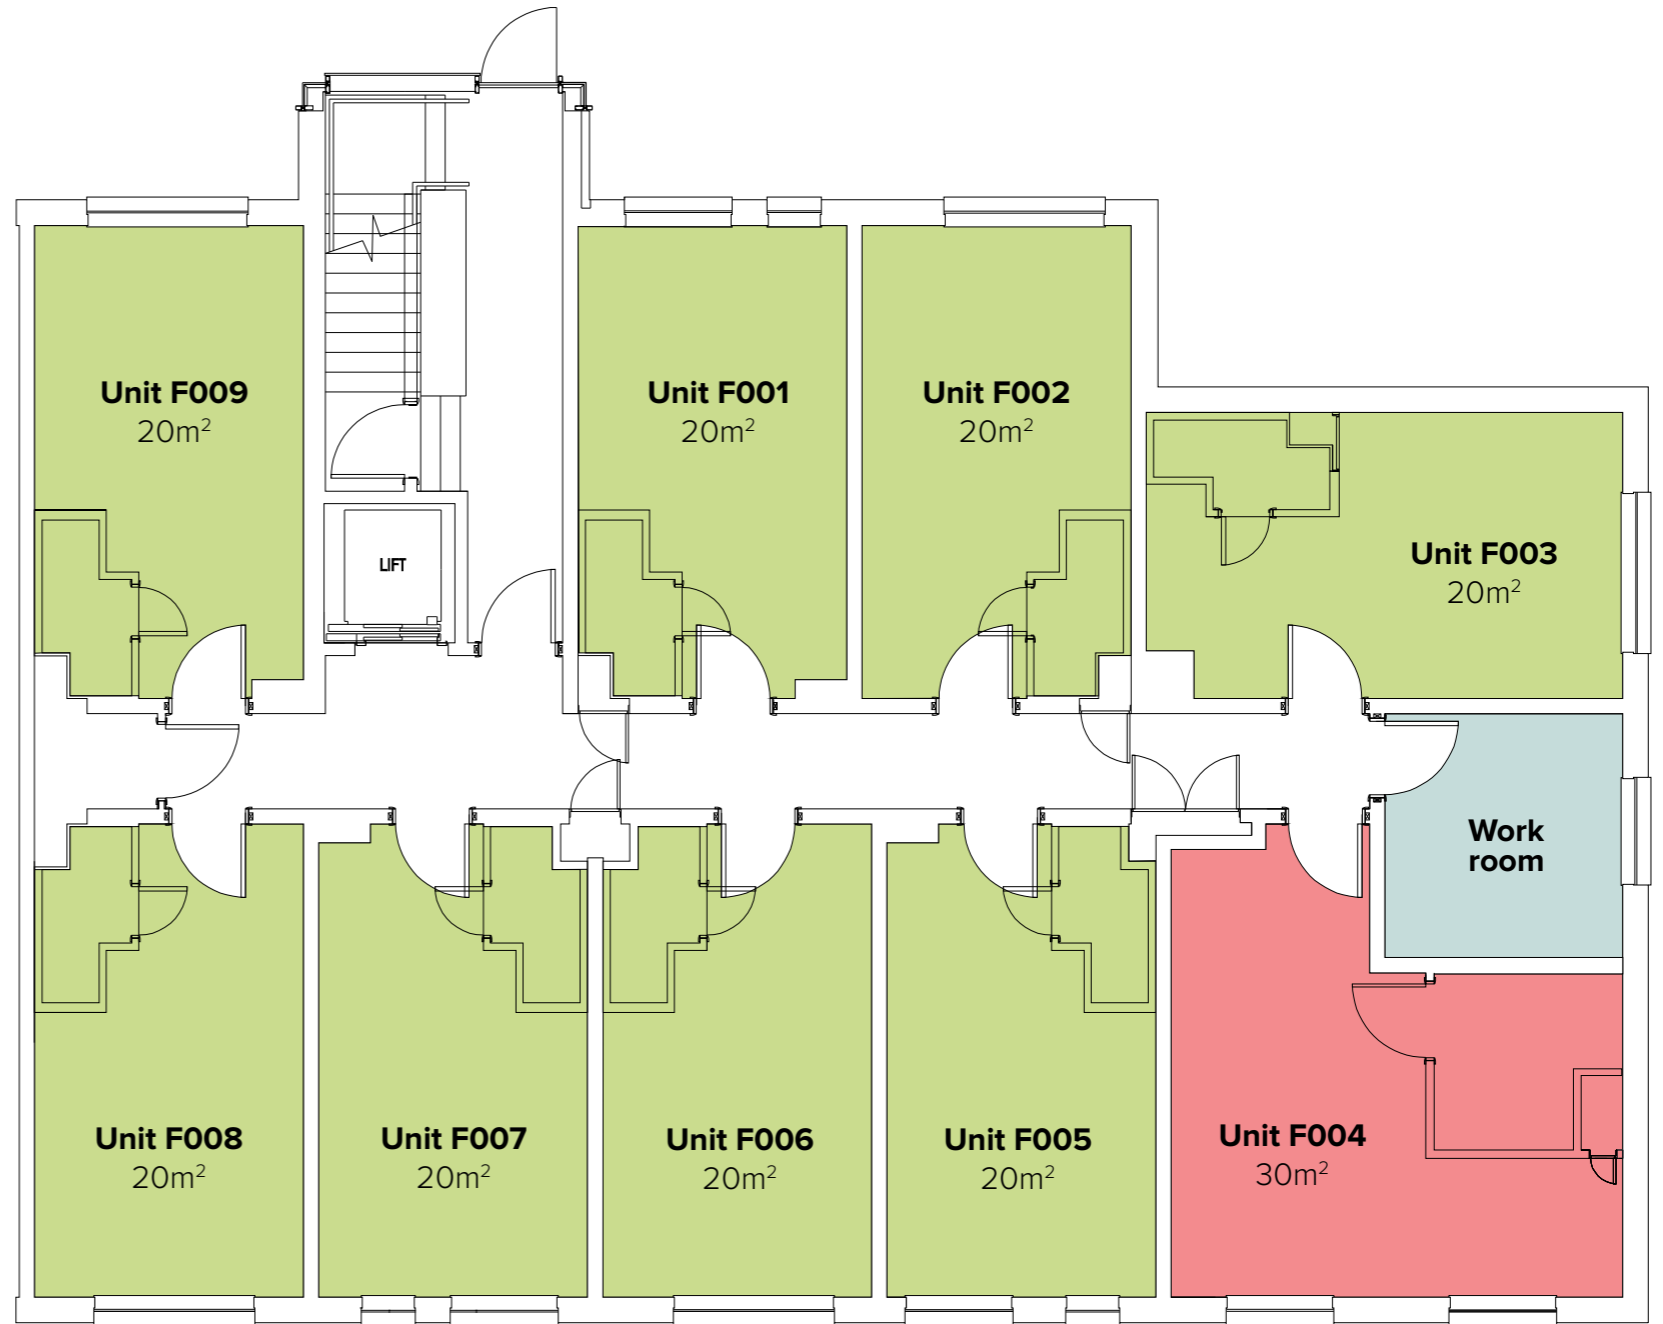 Unit F009
20m²
Unit F001
20m²
Unit F002
20m²
LIFT
Unit F003
20m²
Work
room
Unit F008
20m²
Unit F007
20m²
Unit F006
20m²
Unit F005
20m²
Unit F004
30m²